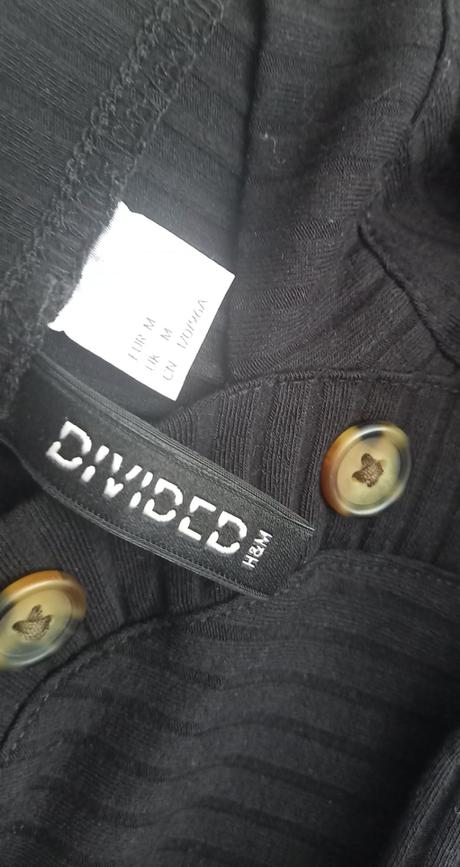 EUR M
UK M
CN 170/96A
DIVIDED
H&M